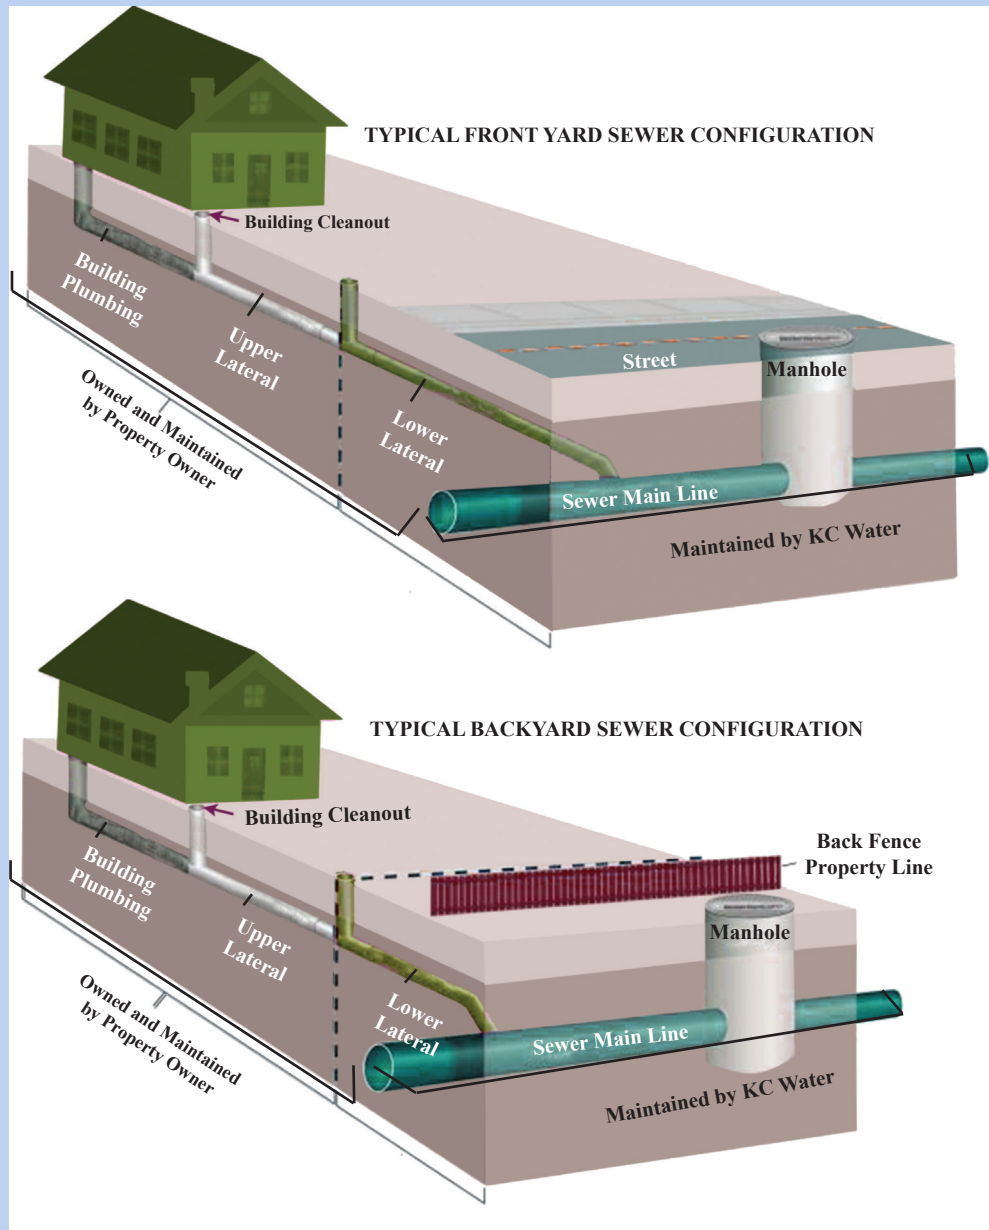 TYPICAL FRONT YARD SEWER CONFIGURATION
Building Cleanout
Building
Plumbing
Upper
Lateral
Street
Manhole
Lower
Lateral
Owned and Maintained
by Property Owner
Sewer Main Line
Maintained by KC Water
TYPICAL BACKYARD SEWER CONFIGURATION
Building Cleanout
Back Fence
Property Line
Building
Plumbing
Upper
Lateral
Manhole
Lower
Lateral
Owned and Maintained
by Property Owner
Sewer Main Line
Maintained by KC Water